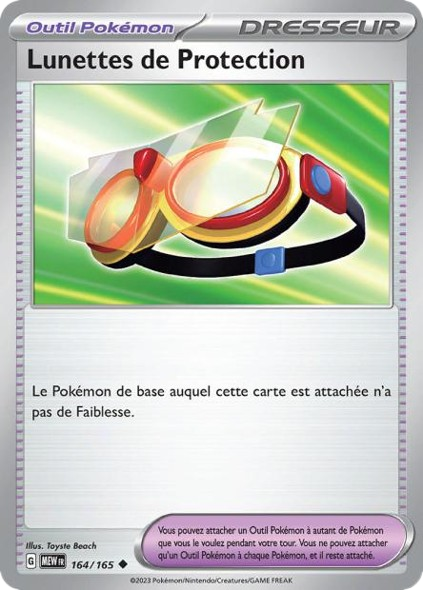 Outil Pokémon DRESSEUR
Lunettes de Protection
Le Pokémon de base auquel cette carte est attachée n'a
pas de Faiblesse.
Vous pouvez attacher un Outil Pokémon à autant de Pokémon
que vous le voulez pendant votre tour. Vous ne pouvez attacher
qu'un Outil Pokémon à chaque Pokémon, et il reste attaché.
Illus. Toyste Beach
G MEW FR 164/165
©2023 Pokémon/Nintendo/Creatures/GAME FREAK